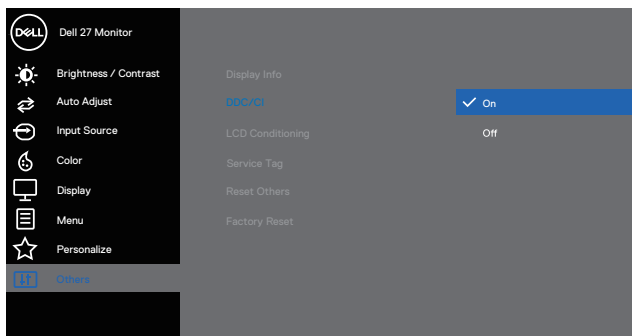 DELL
Dell 27 Monitor
Brightness / Contrast
Auto Adjust
Input Source
Color
Display
Menu
Personalize
Others
Display Info
DDC/CI
LCD Conditioning
Service Tag
Reset Others
Factory Reset
On
Off